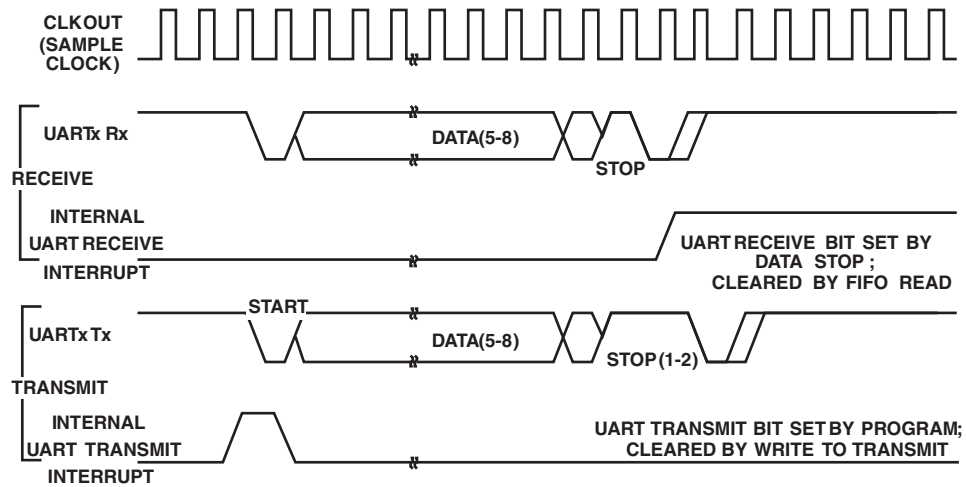 CLKOUT
(SAMPLE
CLOCK)
UARTx Rx
DATA(5-8)
STOP
RECEIVE
INTERNAL
UART RECEIVE
INTERRUPT
UART RECEIVE BIT SET BY
DATA STOP ;
CLEARED BY FIFO READ
START
UARTx Tx
DATA(5-8)
STOP (1-2)
TRANSMIT
INTERNAL
UART TRANSMIT
INTERRUPT
UART TRANSMIT BIT SET BY PROGRAM;
CLEARED BY WRITE TO TRANSMIT